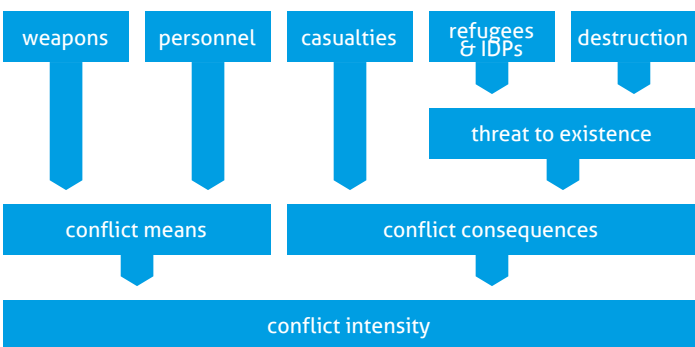 weapons
personnel
casualties
refugees
& IDPs
destruction
threat to existence
conflict means
conflict consequences
conflict intensity